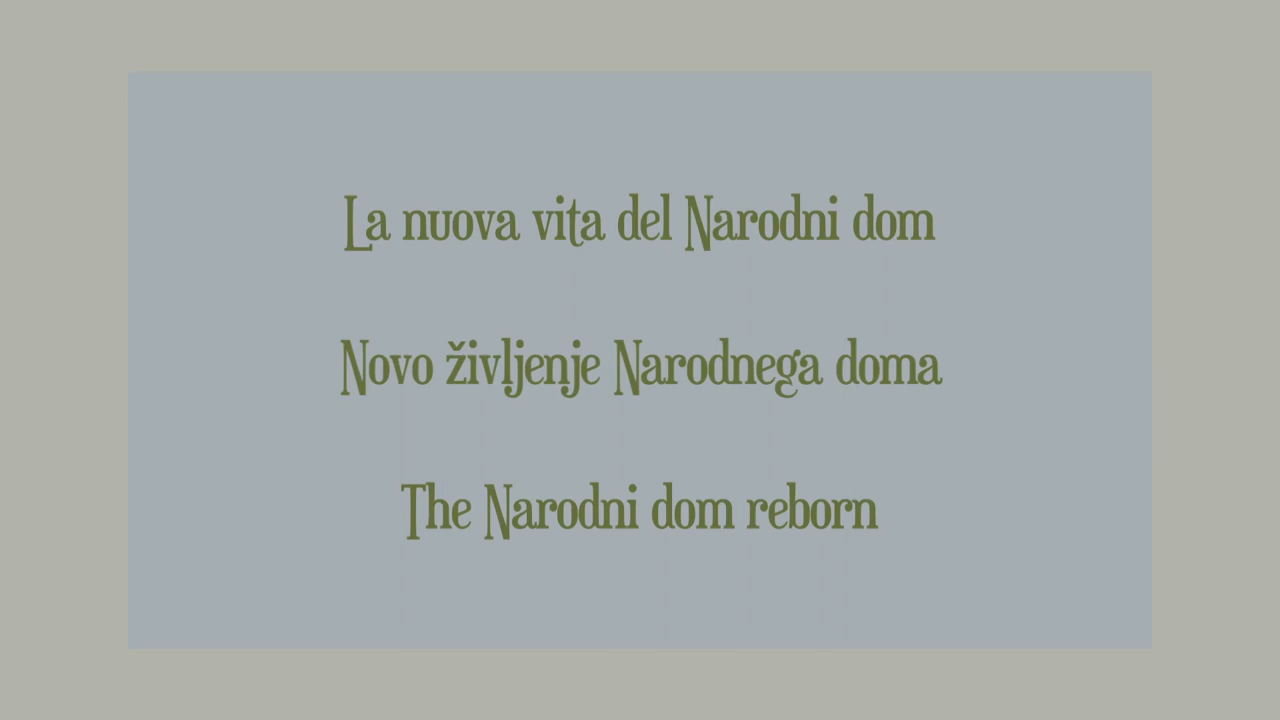 La nuova vita del Narodni dom
Novo življenje Narodnega doma
The Narodni dom reborn